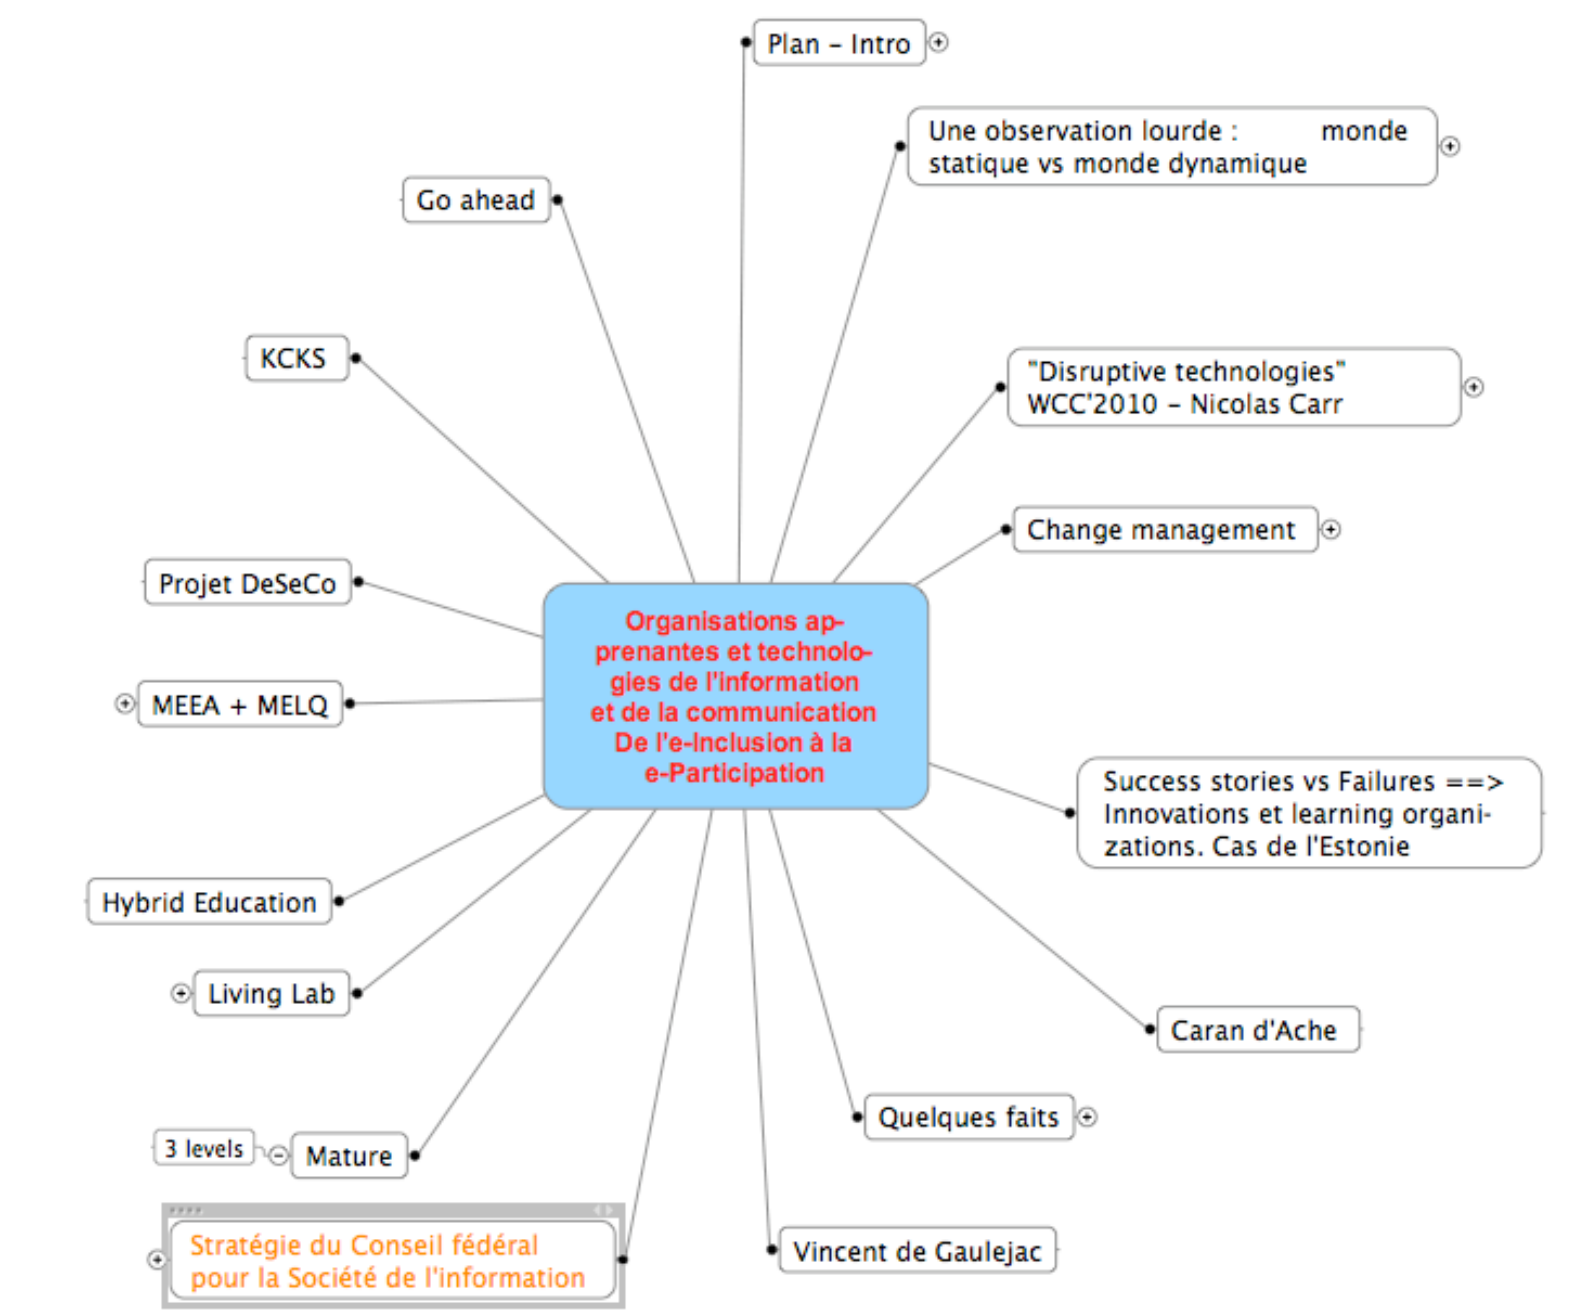 Plan – Intro
Une observation lourde : monde
statique vs monde dynamique
Go ahead
KCKS
"Disruptive technologies"
WCC'2010 – Nicolas Carr
Change management
Projet DeSeCo
Organisations ap-
prenantes et technolo-
gies de l'information
et de la communication
De l'e-Inclusion à la
e-Participation
MEEA + MELQ
Success stories vs Failures ==>
Innovations et learning organi-
zations. Cas de l'Estonie
Hybrid Education
Living Lab
Caran d'Ache
Quelques faits
3 levels
Mature
Stratégie du Conseil fédéral
pour la Société de l'information
Vincent de Gaulejac